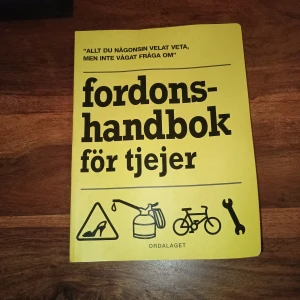 "ALLT DU NÅGONSIN VELAT VETA,
MEN INTE VÅGAT FRÅGA OM"
fordons-
handbok
för tjejer
ORDALAGET